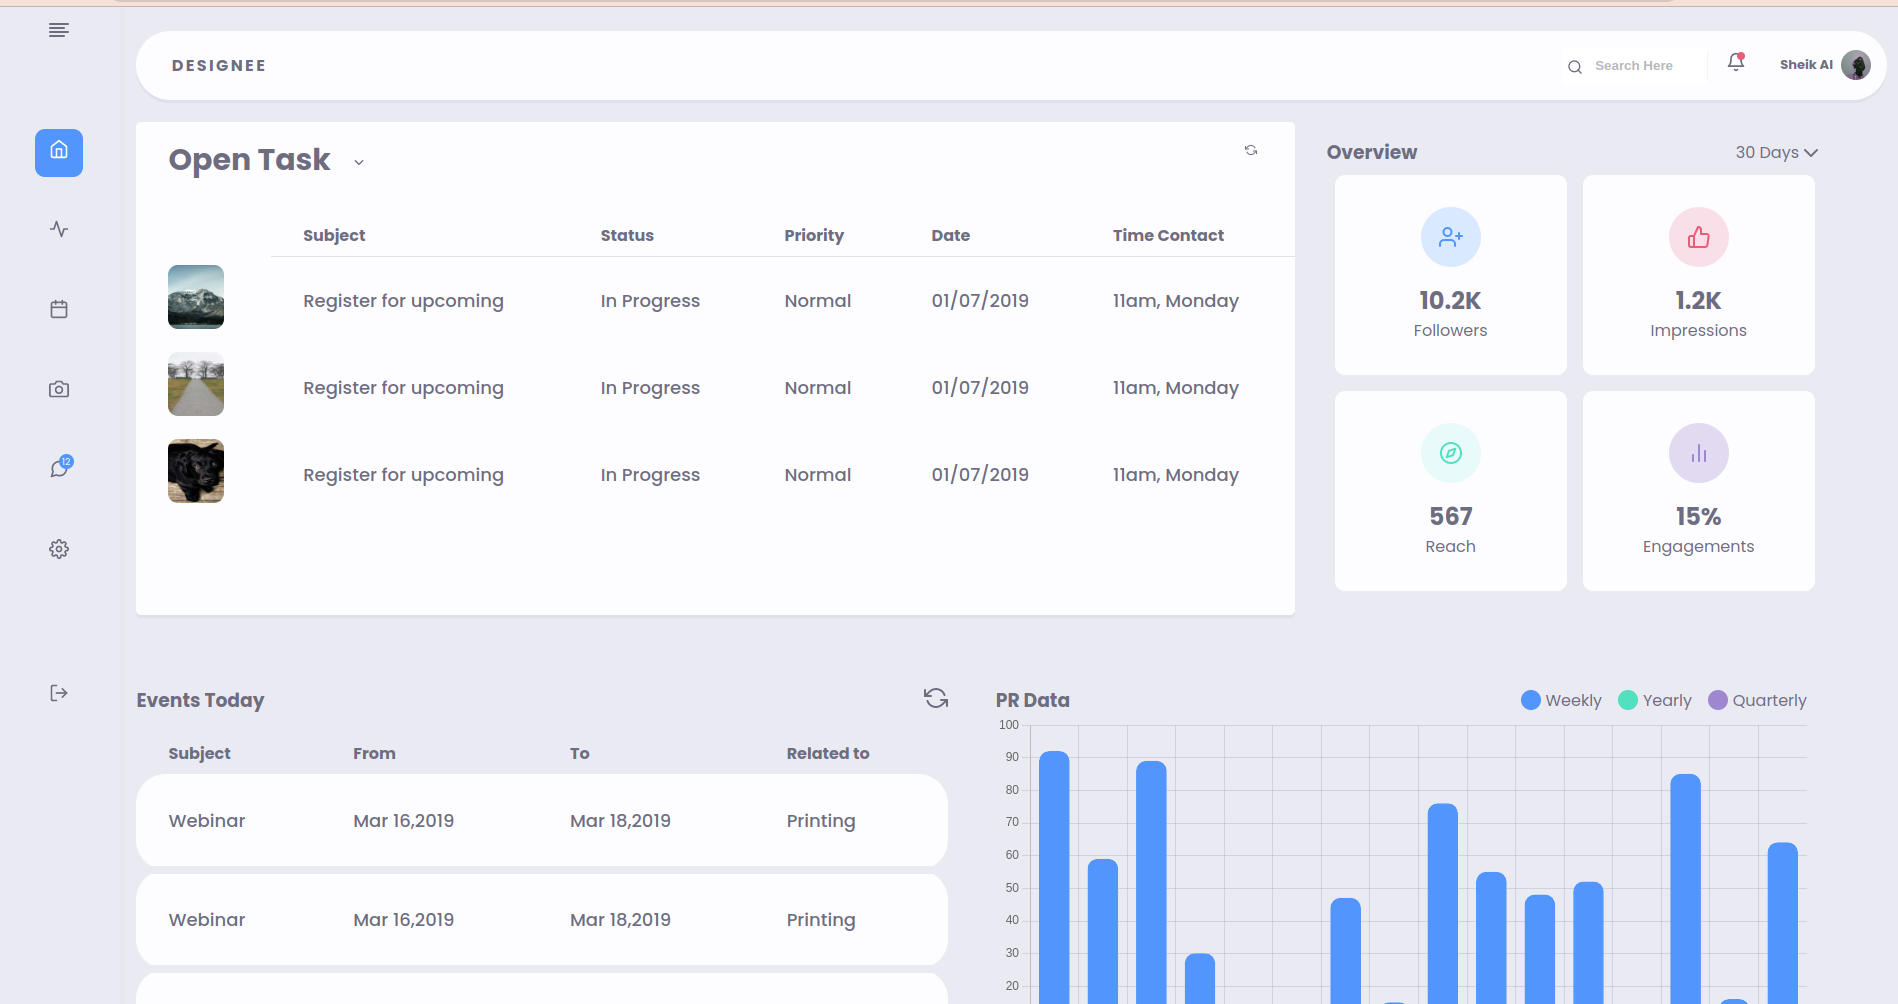 DESIGNEE
Search Here
Sheik Al
Open Task
Subject Status Priority Date Time Contact
Register for upcoming In Progress Normal 01/07/2019 11am, Monday
Register for upcoming In Progress Normal 01/07/2019 11am, Monday
Register for upcoming In Progress Normal 01/07/2019 11am, Monday
Overview
30 Days
10.2K
Followers
1.2K
Impressions
567
Reach
15%
Engagements
12
Events Today
Subject From To Related to
Webinar Mar 16,2019 Mar 18,2019 Printing
Webinar Mar 16,2019 Mar 18,2019 Printing
PR Data
Weekly Yearly Quarterly
100
90
80
70
60
50
40
30
20